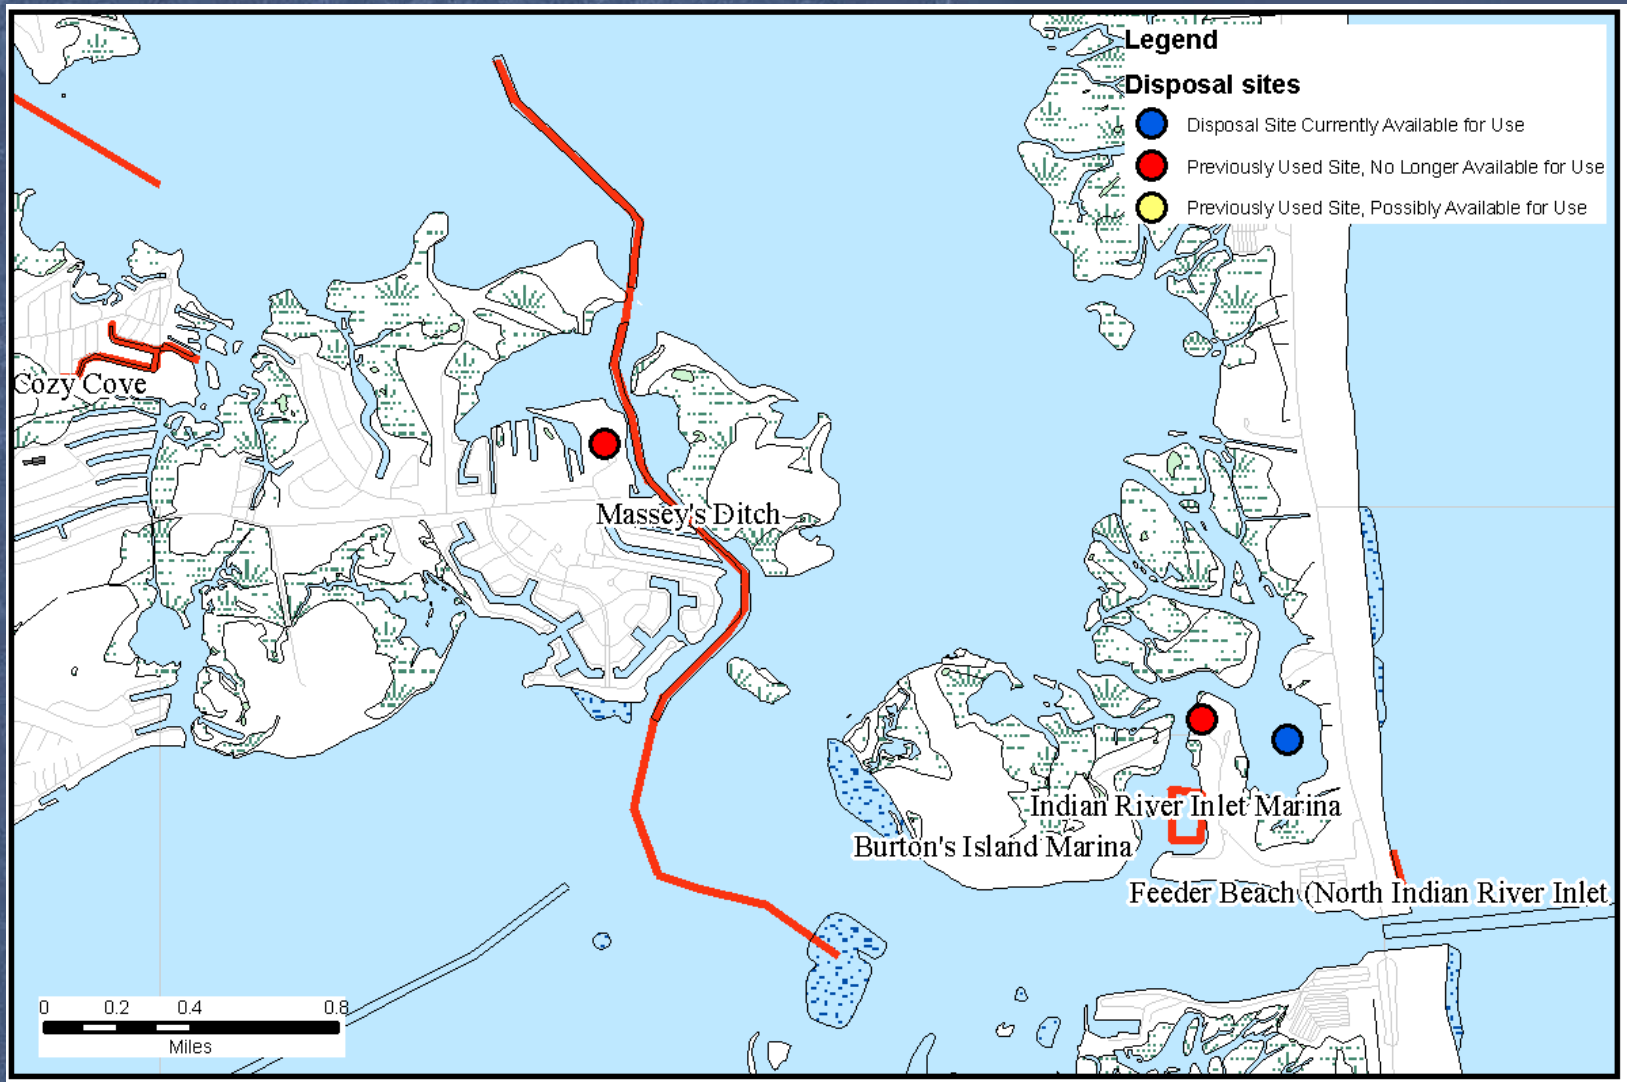 Legend
Disposal sites
Disposal Site Currently Available for Use
Previously Used Site, No Longer Available for Use
Previously Used Site, Possibly Available for Use
Cozy Cove
Massey's Ditch
Indian River Inlet Marina
Burton's Island Marina
Feeder Beach (North Indian River Inlet
0 0.2 0.4 0.8
Miles